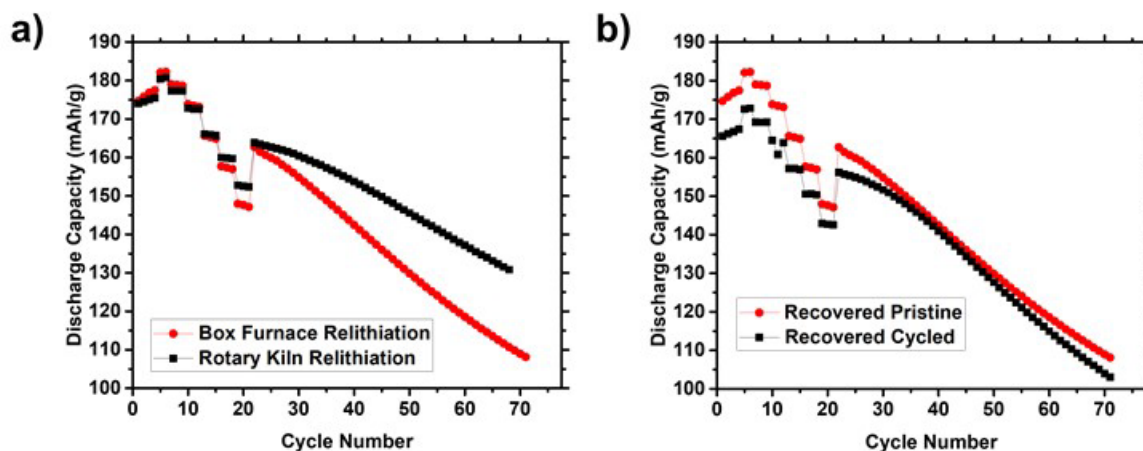 a)
190
180
170
160
150
140
130
120
110
100
Discharge Capacity (mAh/g)
Box Furnace Relithiation
Rotary Kiln Relithiation
0 10 20 30 40 50 60 70
Cycle Number
b)
190
180
170
160
150
140
130
120
110
100
Discharge Capacity (mAh/g)
Recovered Pristine
Recovered Cycled
0 10 20 30 40 50 60 70
Cycle Number